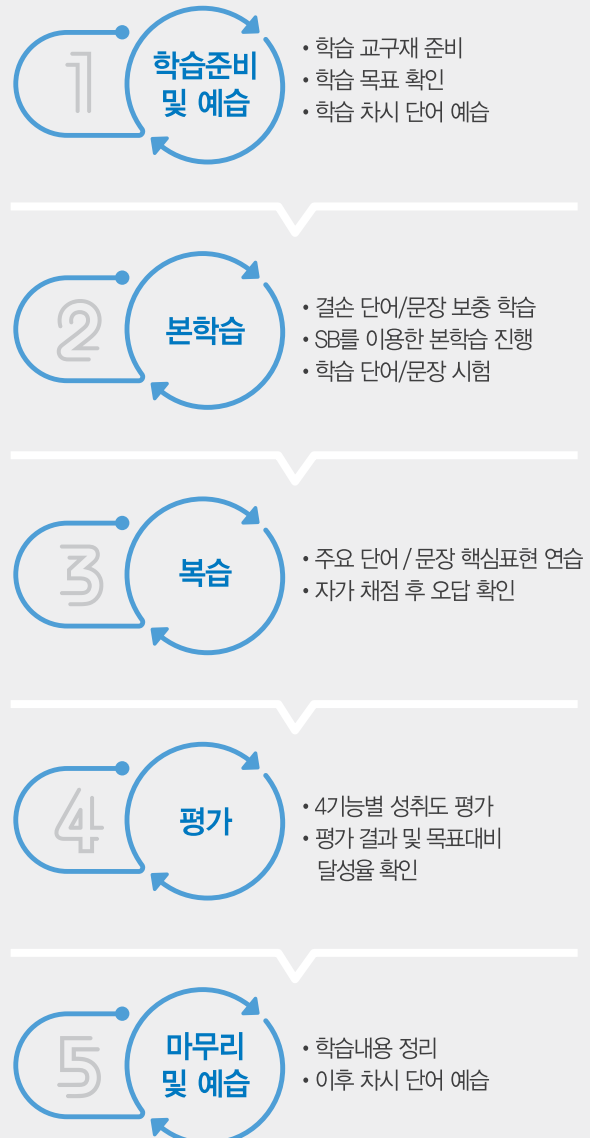 1
학습준비
및 예습
• 학습 교구재 준비
• 학습 목표 확인
• 학습 차시 단어 예습
2
본학습
• 결손 단어/문장 보충 학습
• SB를 이용한 본학습 진행
• 학습 단어/문장 시험
3
복습
• 주요 단어 / 문장 핵심표현 연습
• 자가 채점 후 오답 확인
4
평가
• 4기능별 성취도 평가
• 평가 결과 및 목표대비
달성율 확인
5
마무리
및 예습
• 학습내용 정리
• 이후 차시 단어 예습